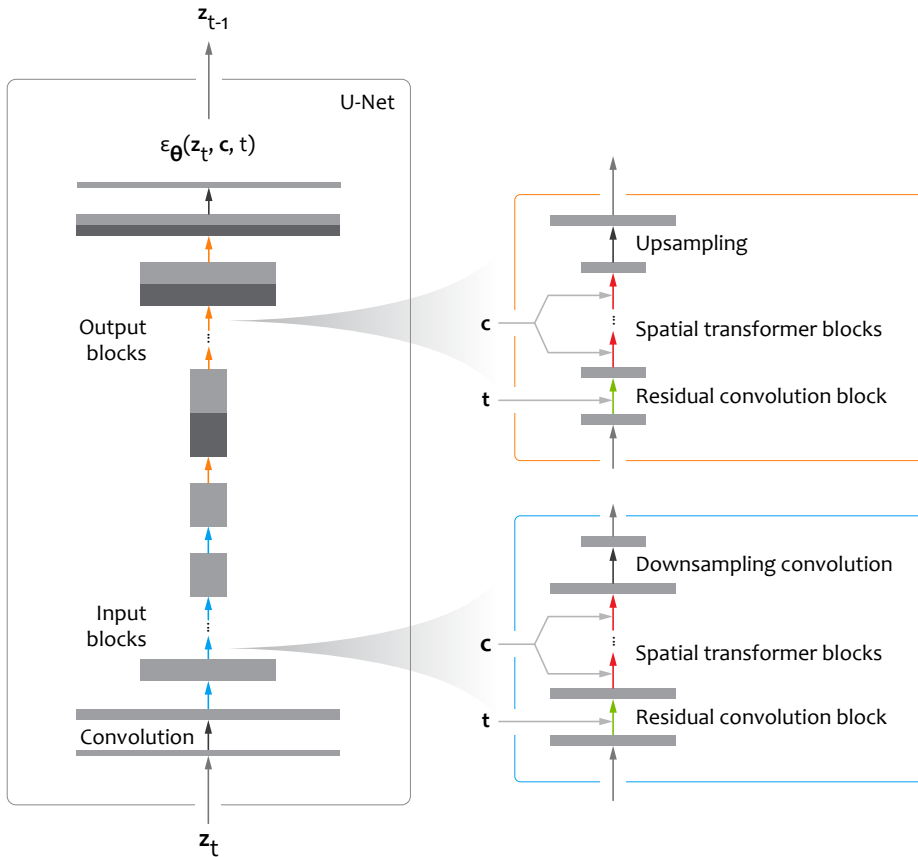 z_t-1
U-Net
ε_θ(z_t, c, t)
Output
blocks
...
Input
blocks
...
Convolution
z_t
Upsampling
c
...
Spatial transformer blocks
t
Residual convolution block
Downsampling convolution
c
...
Spatial transformer blocks
t
Residual convolution block